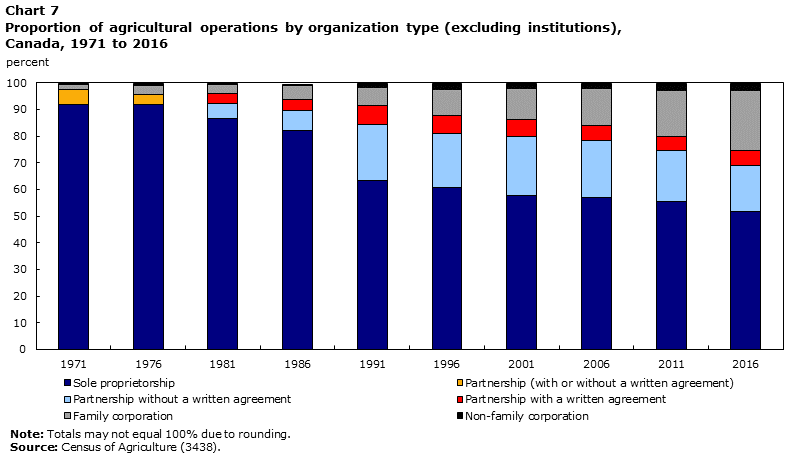 Chart 7
Proportion of agricultural operations by organization type (excluding institutions),
Canada, 1971 to 2016
percent
100
90
80
70
60
50
40
30
20
10
0
1971 1976 1981 1986 1991 1996 2001 2006 2011 2016
Sole proprietorship Partnership (with or without a written agreement)
Partnership without a written agreement Partnership with a written agreement
Family corporation Non-family corporation
Note: Totals may not equal 100% due to rounding.
Source: Census of Agriculture (3438).